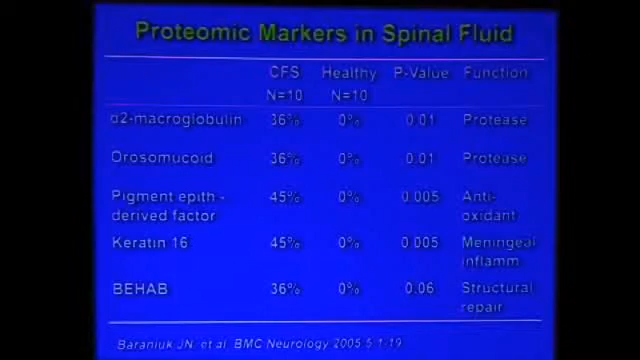 Proteomic Markers in Spinal Fluid
CFS Healthy P-Value Function
N=10 N=10
α2-macroglobulin 36% 0% 0.01 Protease
Orosomucoid 36% 0% 0.01 Protease
Pigment epith - 45% 0% 0.005 Anti-
derived factor oxidant
Keratin 16 45% 0% 0.005 Meningeal
inflamm
BEHAB 36% 0% 0.06 Structural
repair
Baraniuk JN. et al. BMC Neurology 2005 5:1-19